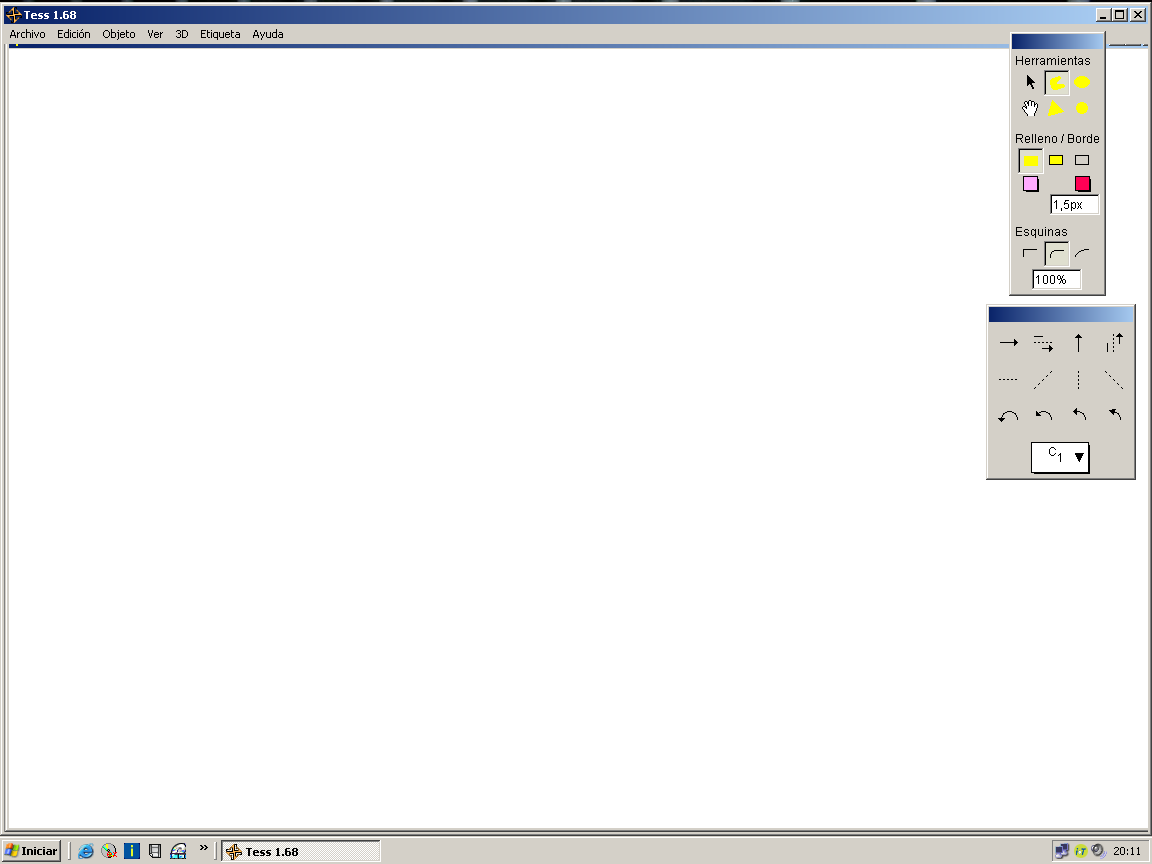 Tess 1.68
Archivo Edición Objeto Ver 3D Etiqueta Ayuda
Herramientas
Relleno / Borde
1,5px
Esquinas
100%
C1
Iniciar
»
Tess 1.68
20:11